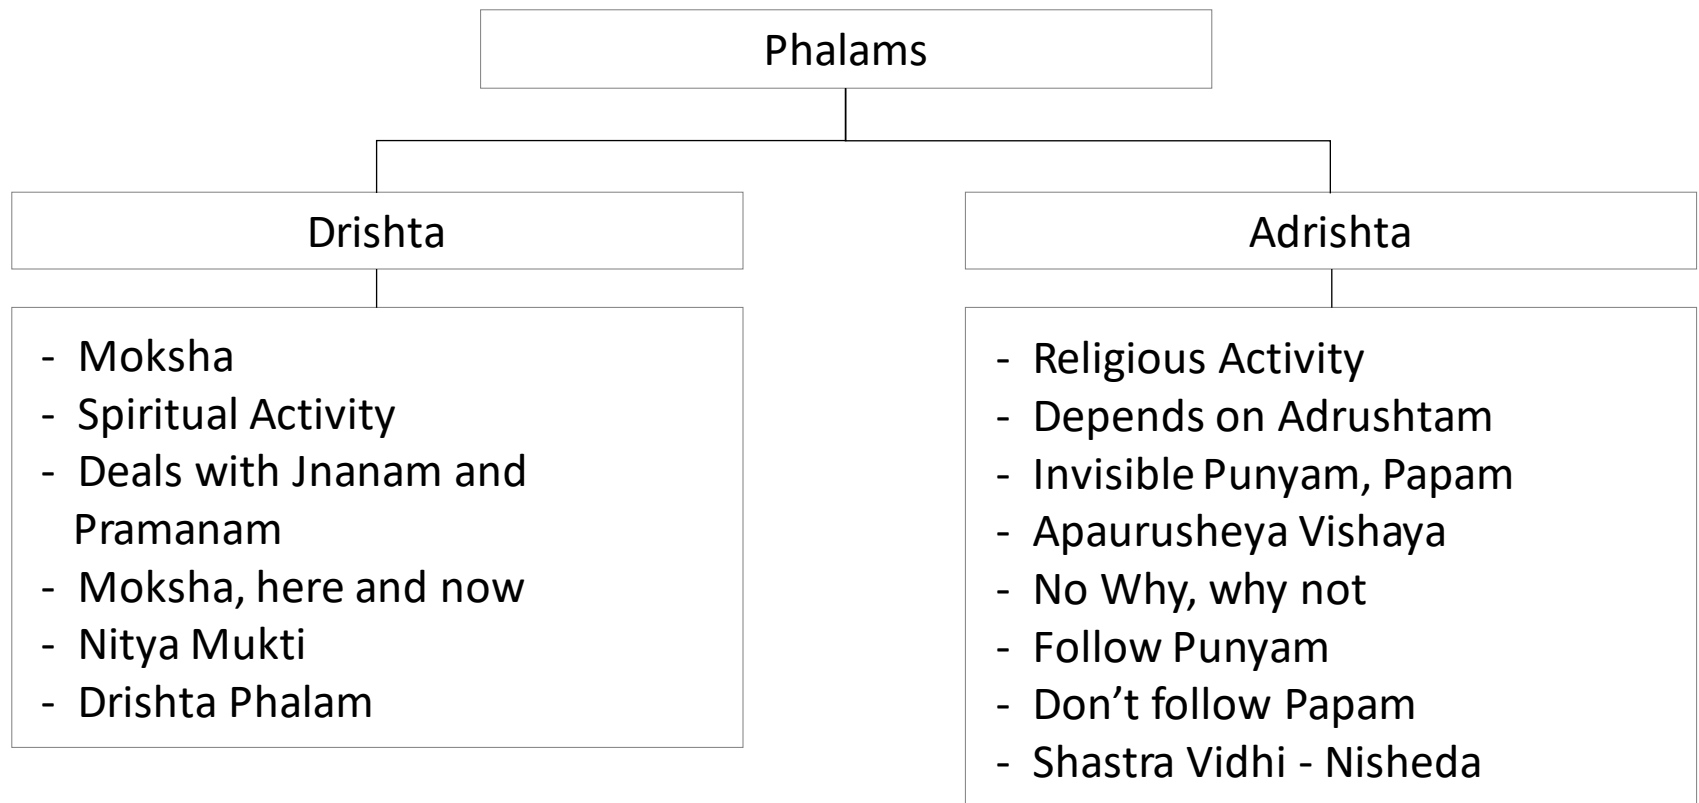 Phalams
Drishta
- Moksha
- Spiritual Activity
- Deals with Jnanam and
Pramanam
- Moksha, here and now
- Nitya Mukti
- Drishta Phalam
Adrishta
- Religious Activity
- Depends on Adrushtam
- Invisible Punyam, Papam
- Apaurusheya Vishaya
- No Why, why not
- Follow Punyam
- Don’t follow Papam
- Shastra Vidhi - Nisheda